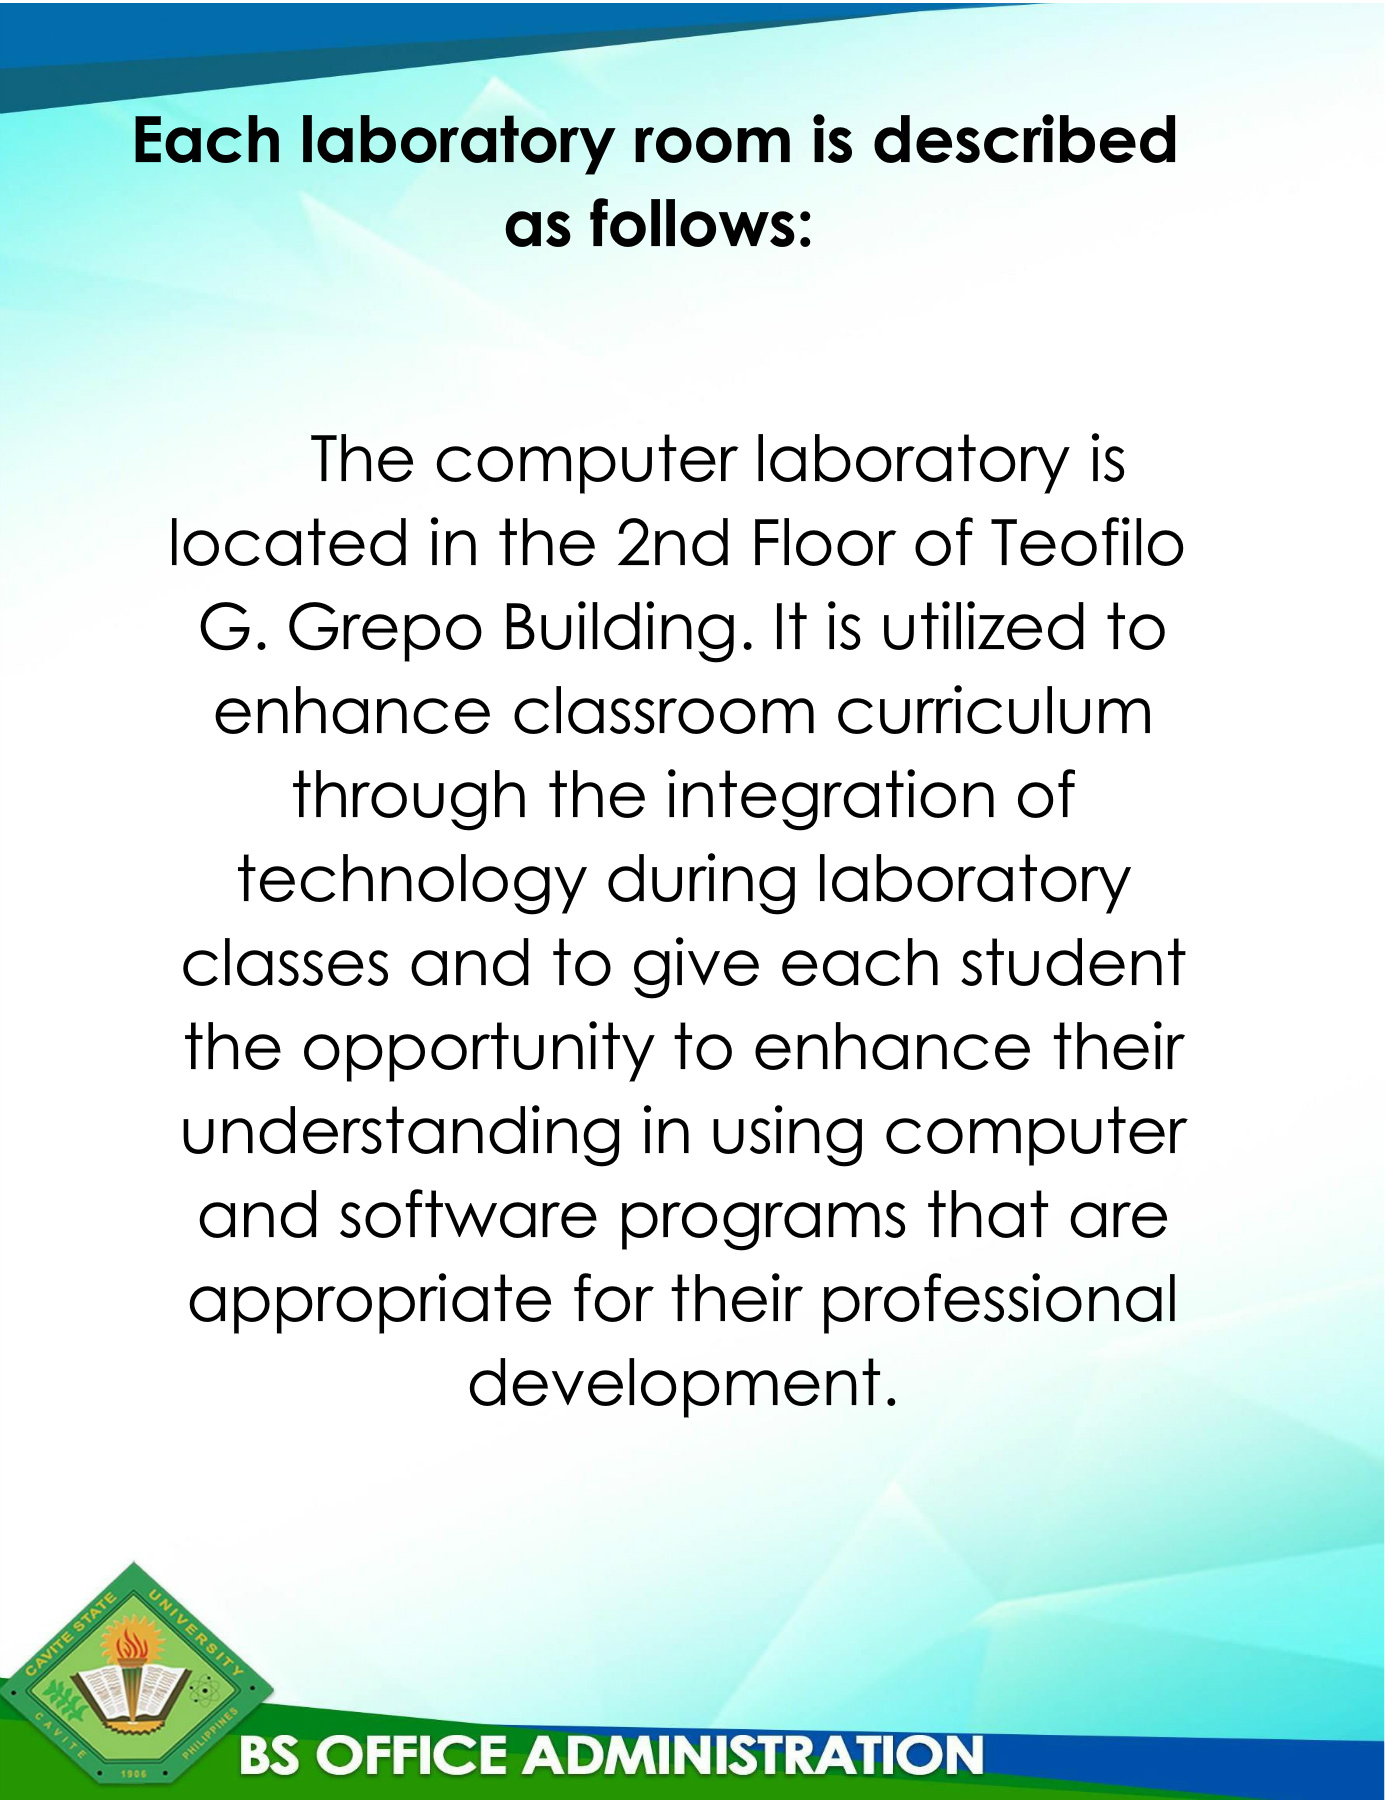 Each laboratory room is described
as follows:
The computer laboratory is
located in the 2nd Floor of Teofilo
G. Grepo Building. It is utilized to
enhance classroom curriculum
through the integration of
technology during laboratory
classes and to give each student
the opportunity to enhance their
understanding in using computer
and software programs that are
appropriate for their professional
development.
CAVITE STATE UNIVERSITY
CAVITE PHILIPPINES
1906
BS OFFICE ADMINISTRATION